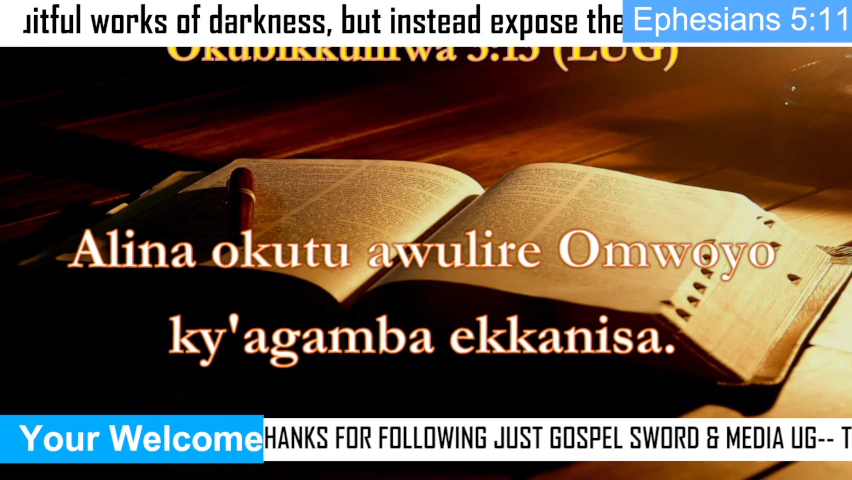 works of darkness, but instead expose the
Ephesians 5:11
(LUG)
Alina okutu awulire Omwoyo
ky'agamba ekkanisa.
Your Welcome
HANKS FOR FOLLOWING JUST GOSPEL SWORD & MEDIA UG-- T